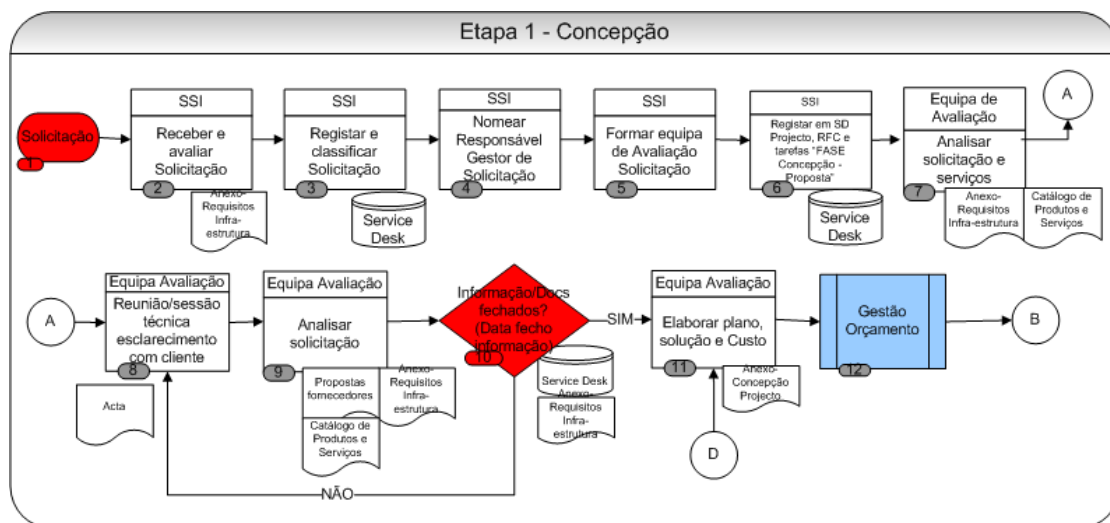 Etapa 1 - Concepção
Solicitação
1
SSI
Receber e
avaliar
Solicitação
2
Anexo-
Requisitos
Infra-
estrutura
SSI
Registar e
classificar
Solicitação
3
Service
Desk
SSI
Nomear
Responsável
Gestor de
Solicitação
4
SSI
Formar equipa
de Avaliação
Solicitação
5
SSI
Registar em SD
Projecto, RFC e
tarefas "FASE
Concepção -
Proposta"
6
Service
Desk
Equipa de
Avaliação
Analisar
solicitação e
serviços
7
Anexo-
Requisitos
Infra-estrutura
Catálogo de
Produtos e
Serviços
A
A
Equipa Avaliação
Reunião/sessão
técnica
esclarecimento
com cliente
8
Acta
Equipa Avaliação
Analisar
solicitação
9
Propostas
fornecedores
Anexo-
Requisitos
Infra-
estrutura
Catálogo de
Produtos e
Serviços
Informação/Docs
fechados?
(Data fecho
informação)
10
Service Desk
Anexo-
Requisitos
Infra-
estrutura
SIM
NÃO
Equipa Avaliação
Elaborar plano,
solução e Custo
11
Anexo-
Concepção
Projecto
D
Gestão
Orçamento
12
B